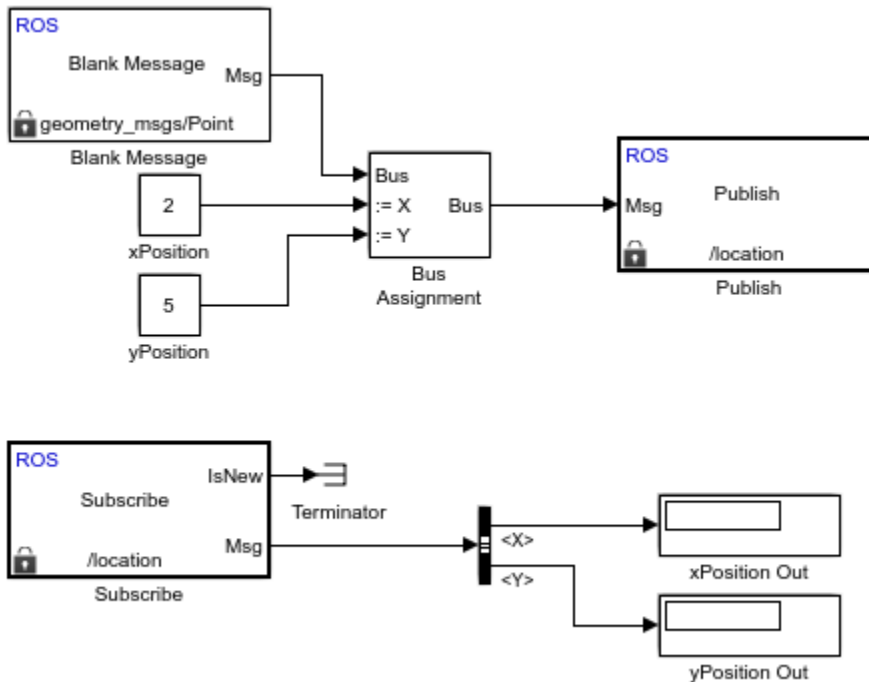 ROS
Blank Message
Msg
geometry_msgs/Point
Blank Message
2
xPosition
5
yPosition
Bus
:= X
Bus
:= Y
Bus
Assignment
ROS
Publish
Msg
/location
Publish
ROS
IsNew
Subscribe
Terminator
Msg
/location
Subscribe
<X>
<Y>
xPosition Out
yPosition Out